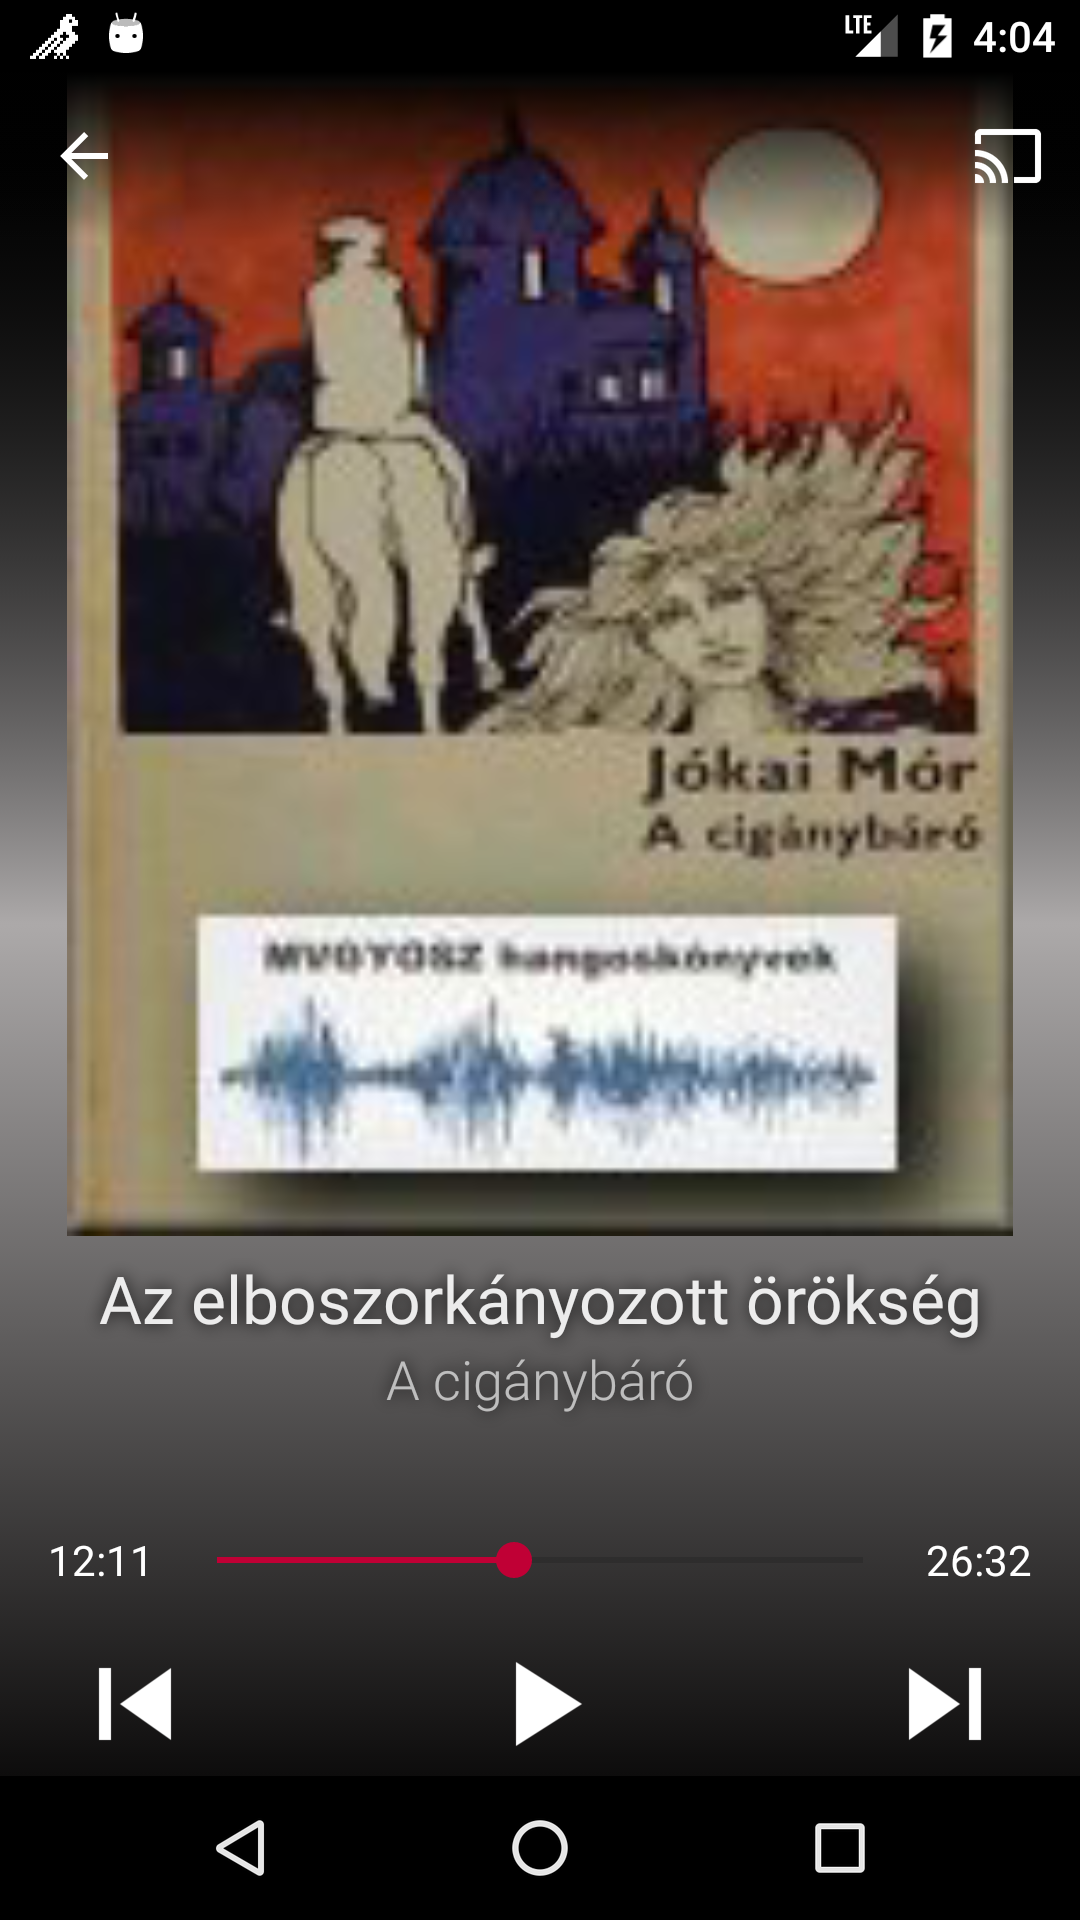 LTE 4:04
Jókai Mór
A cigánybáró
MVGYOSZ hangoskönyvek
Az elboszorkányozott örökség
A cigánybáró
12:11 26:32